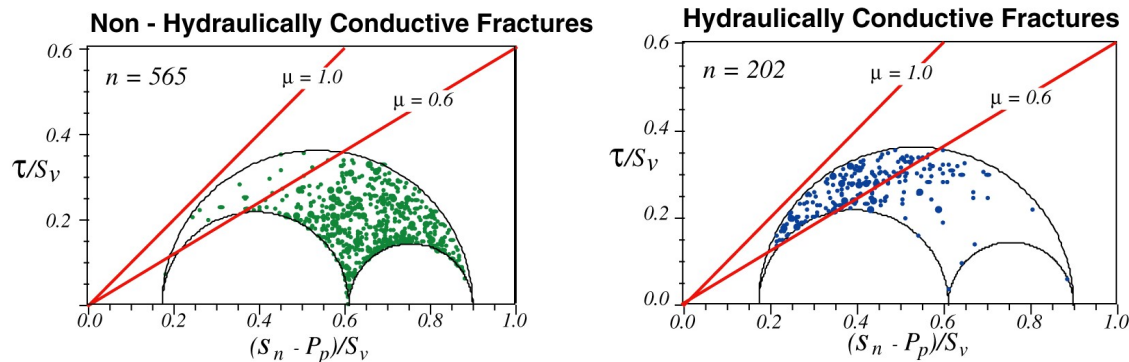 Non - Hydraulically Conductive Fractures
0.6
n = 565
μ = 1.0
μ = 0.6
0.4
τ/Sv
0.2
0.0 0.2 0.4 0.6 0.8 1.0
(Sn - Pp)/Sv
Hydraulically Conductive Fractures
0.6
n = 202
μ = 1.0
μ = 0.6
0.4
τ/Sv
0.2
0.0
0.0 0.2 0.4 0.6 0.8 1.0
(Sn - Pp)/Sv